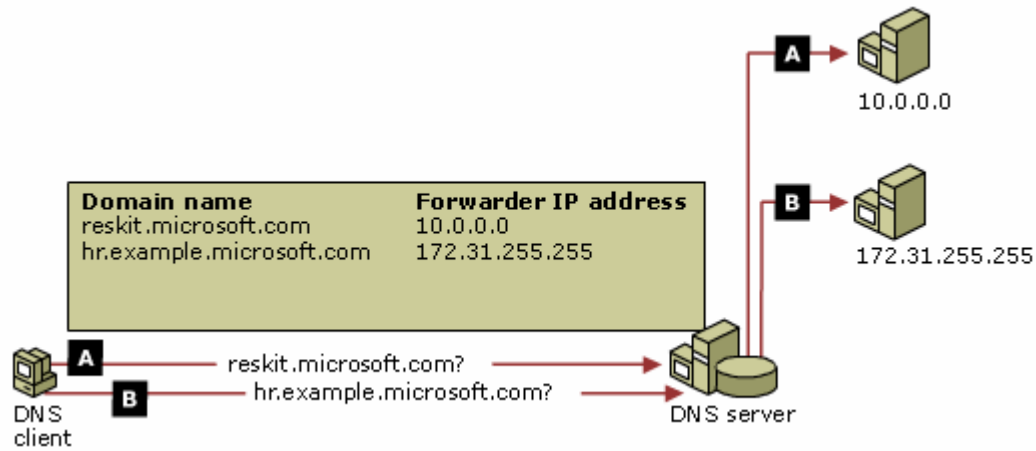 A
10.0.0.0
Domain name Forwarder IP address
reskit.microsoft.com 10.0.0.0
hr.example.microsoft.com 172.31.255.255
B
172.31.255.255
A reskit.microsoft.com?
B hr.example.microsoft.com?
DNS client
DNS server